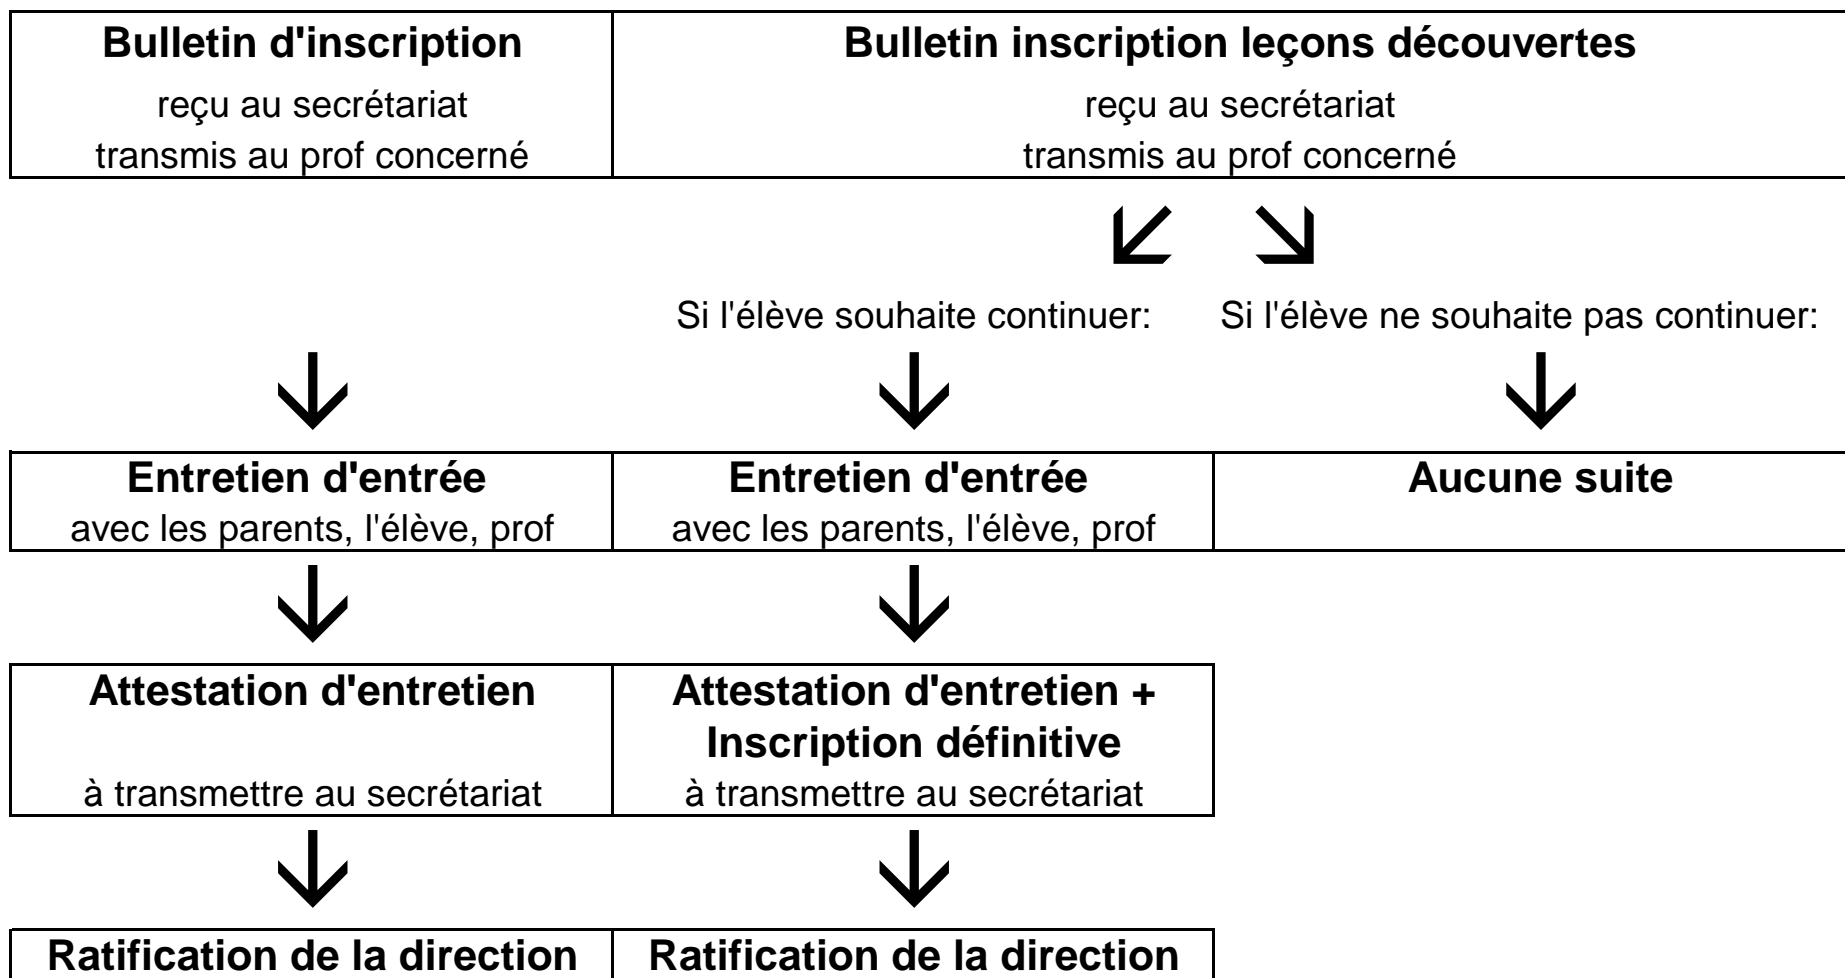 Bulletin d'inscription
reçu au secrétariat
transmis au prof concerné
Bulletin inscription leçons découvertes
reçu au secrétariat
transmis au prof concerné
Si l'élève souhaite continuer:
Si l'élève ne souhaite pas continuer:
Entretien d'entrée
avec les parents, l'élève, prof
Entretien d'entrée
avec les parents, l'élève, prof
Aucune suite
Attestation d'entretien
à transmettre au secrétariat
Attestation d'entretien +
Inscription définitive
à transmettre au secrétariat
Ratification de la direction
Ratification de la direction